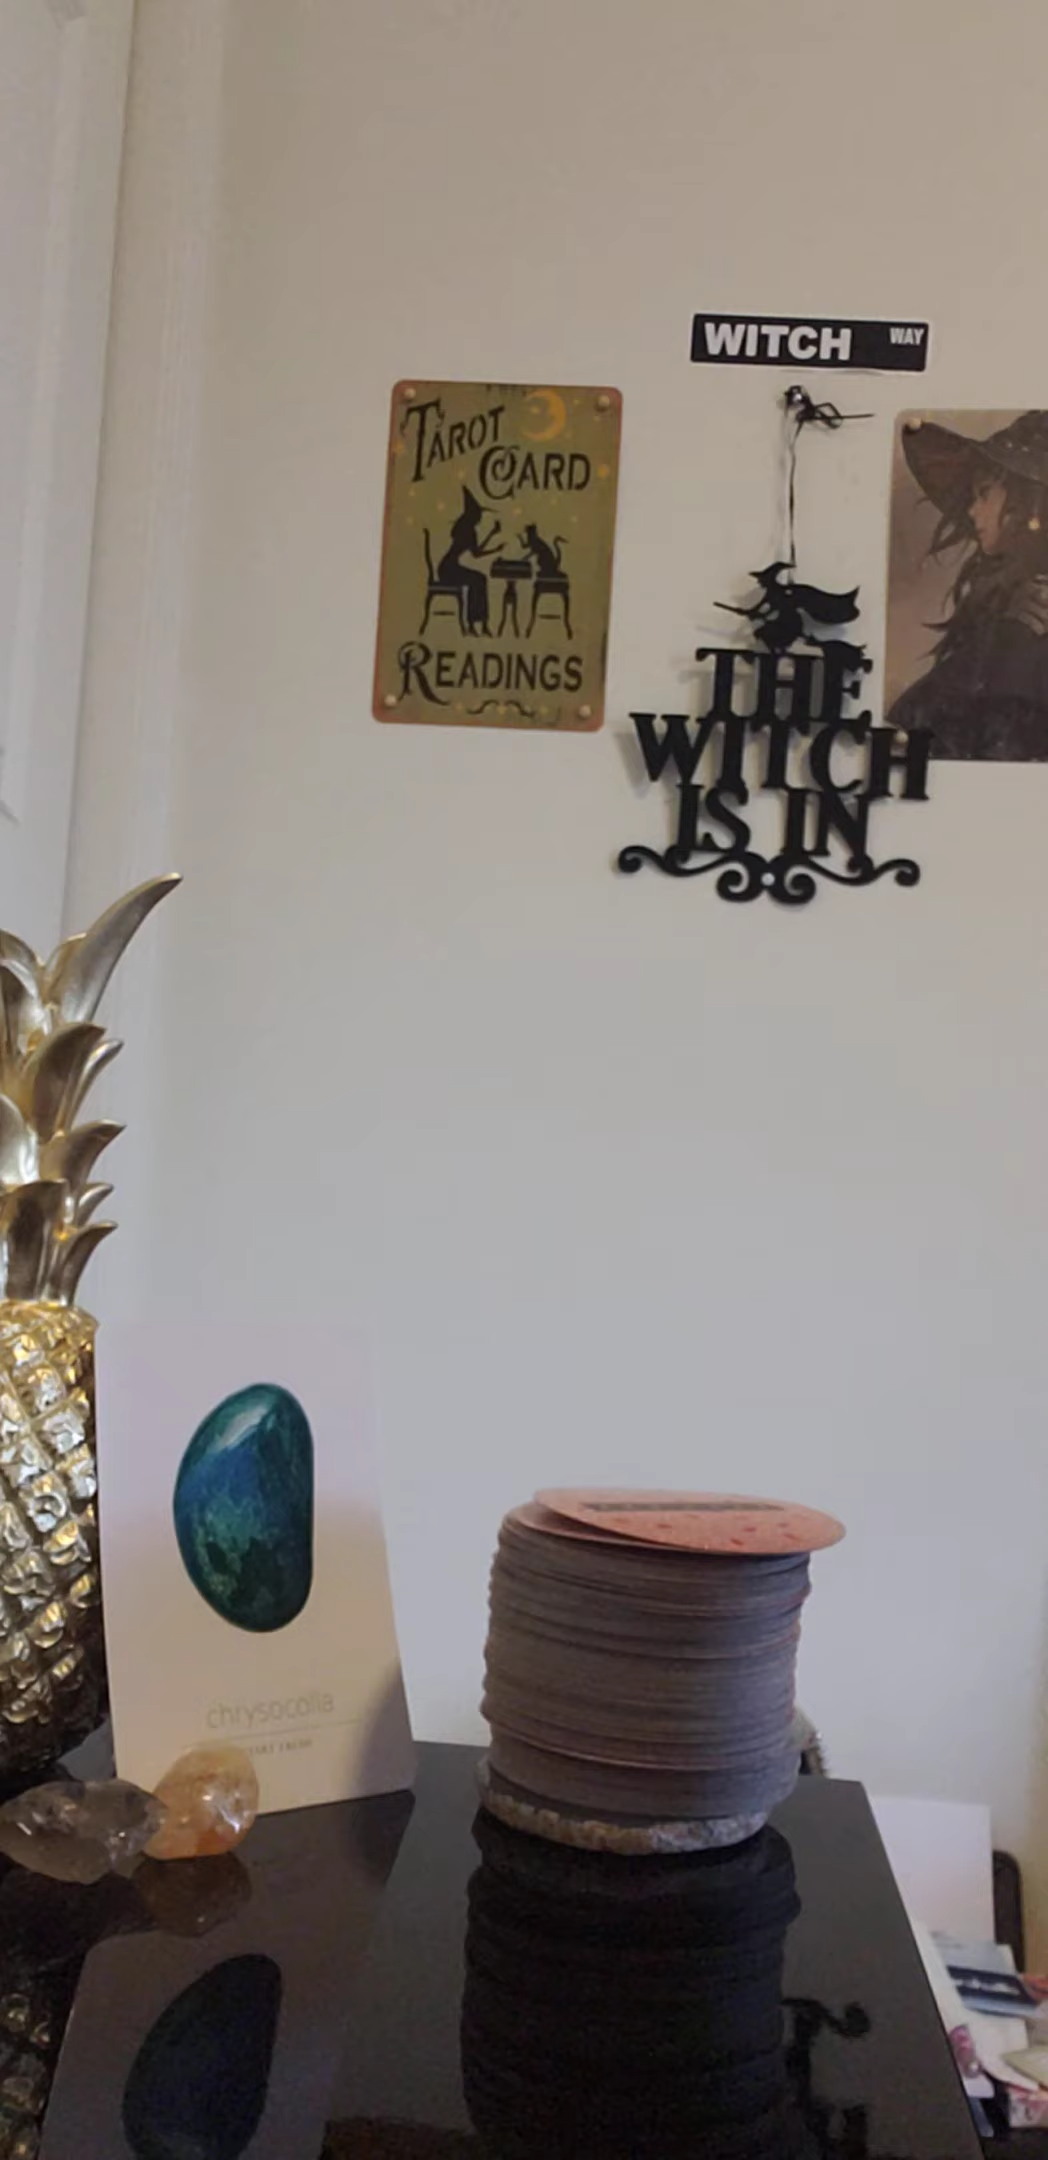 WITCH WAY
TAROT
CARD
READINGS
THE
WITCH
IS IN
chrysocolla